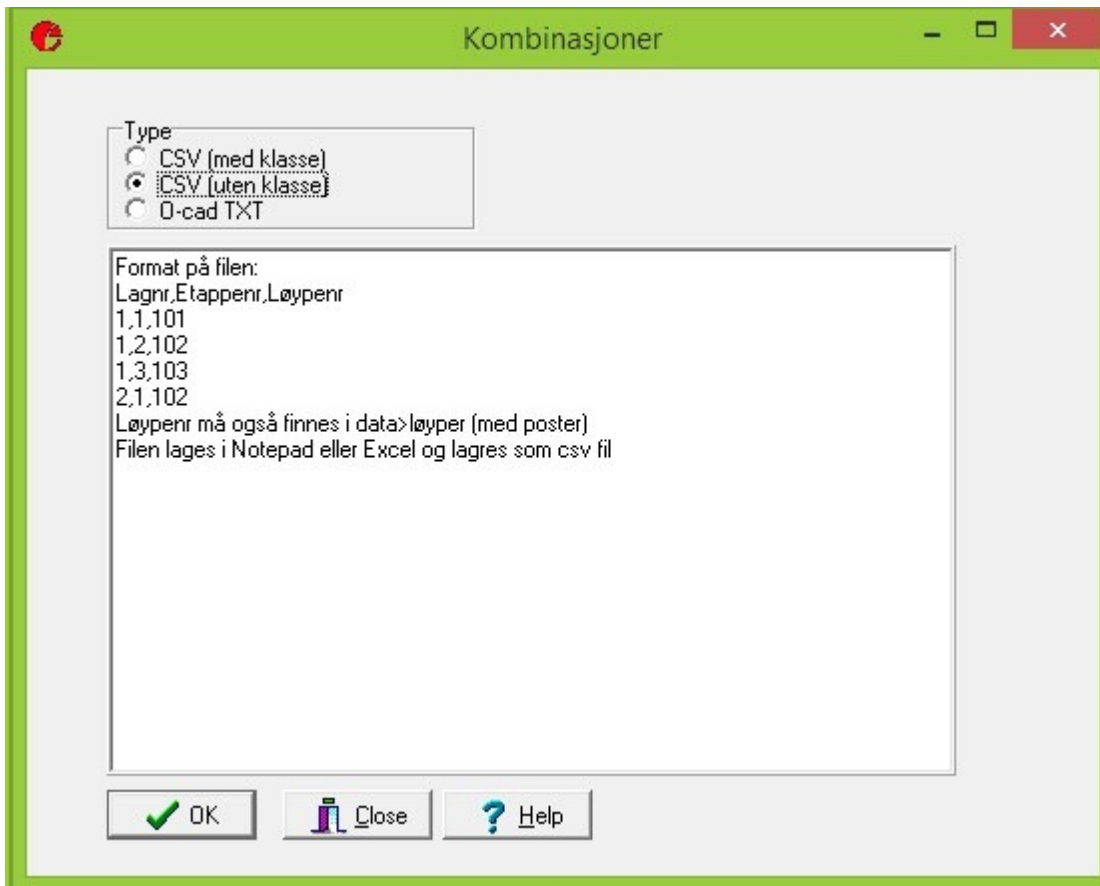 Kombinasjoner
Type
CSV (med klasse)
CSV (uten klasse)
O-cad TXT
Format på filen:
Lagnr,Etappenr,Løypenr
1,1,101
1,2,102
1,3,103
2,1,102
Løypenr må også finnes i data>løyper (med poster)
Filen lages i Notepad eller Excel og lagres som csv fil
OK
Close
Help